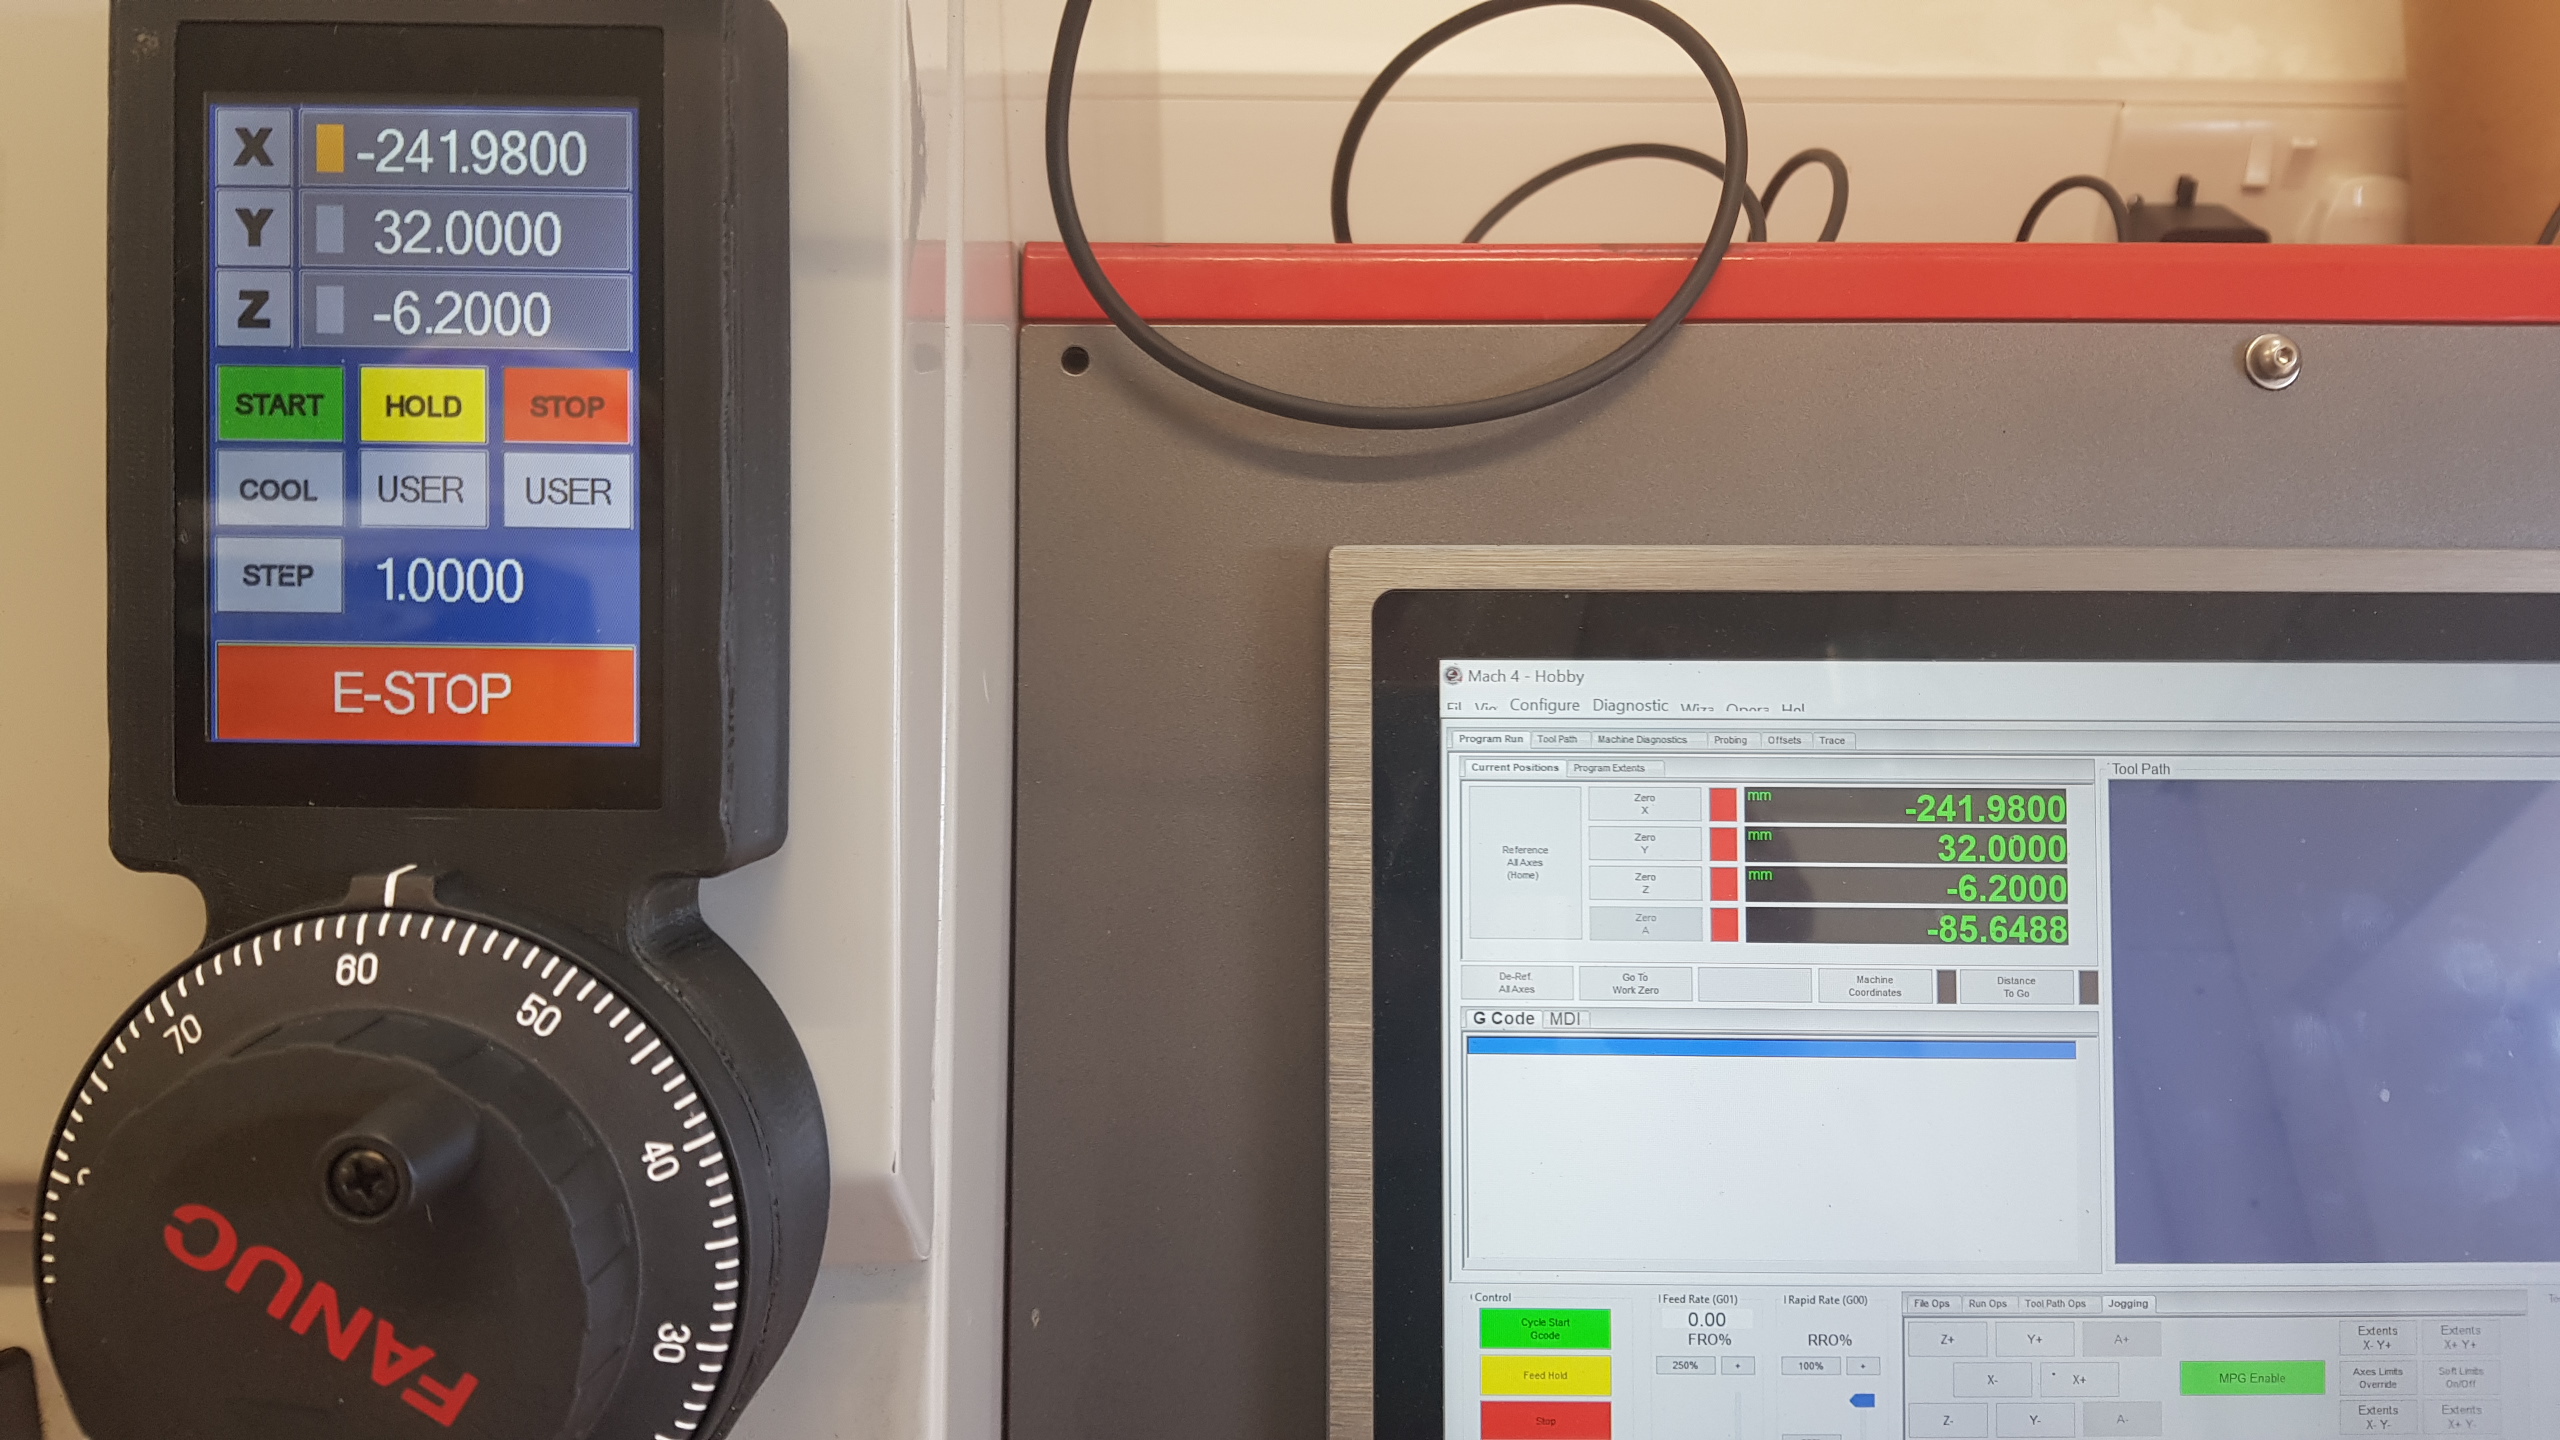 X -241.9800
Y 32.0000
Z -6.2000
START HOLD STOP
COOL USER USER
STEP 1.0000
E-STOP
70 60 50 40 30
FANUC
Mach 4 - Hobby
Configure Diagnostic
Program Run Tool Path Machine Diagnostics Probing Offsets Trace
Current Positions Program Extents
Tool Path
Reference
All Axes
(Home)
Zero
X
mm -241.9800
Zero
Y
mm 32.0000
Zero
Z
mm -6.2000
Zero
A
-85.6488
De-Ref.
All Axes
Go To
Work Zero
Machine
Coordinates
Distance
To Go
G Code MDI
Control
Cycle Start
Gcode
Feed Hold
Stop
Feed Rate (G01)
0.00
FRO%
250% +
Rapid Rate (G00)
RRO%
100% +
File Ops Run Ops Tool Path Ops Jogging
Z+ Y+ A+
X- X+
Z- Y- A-
MPG Enable
Extents
X- Y+
Extents
X+ Y+
Axes Limits
Override
Soft Limits
On/Off
Extents
X- Y-
Extents
X+ Y-